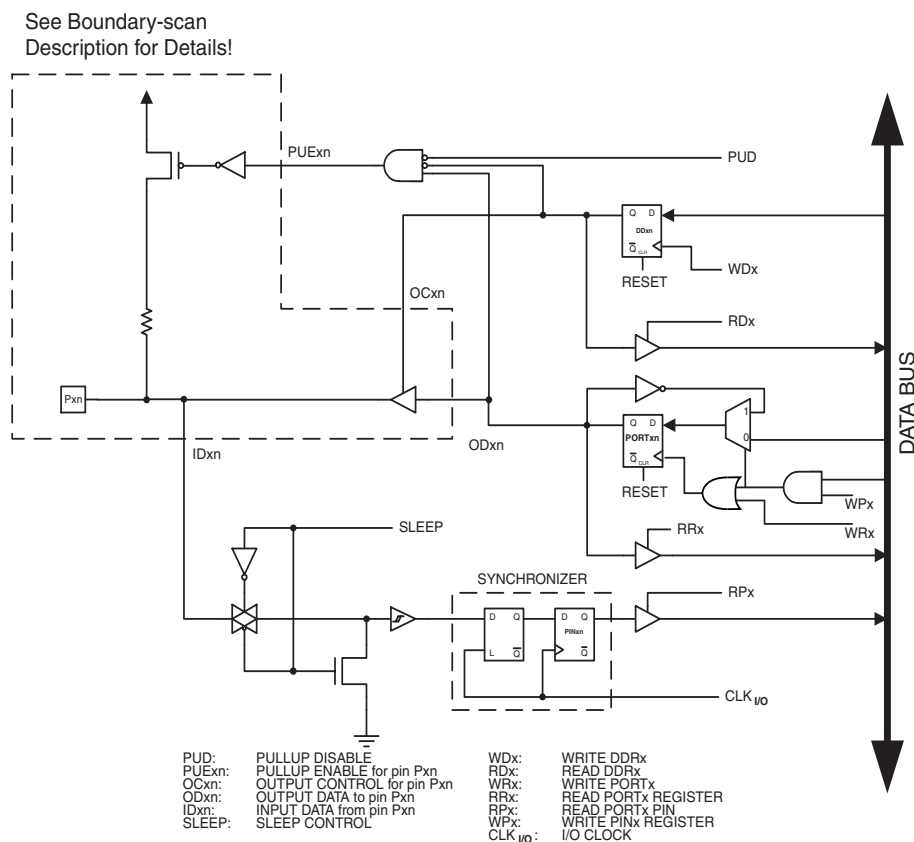 See Boundary-scan
Description for Details!
PUExn
PUD
Q D
DDxn
Q CLR
WDx
RESET
OCxn
RDx
Pxn
1
Q D
0
PORTxn
ODxn
Q CLR
IDxn
RESET
WPx
WRx
SLEEP
RRx
SYNCHRONIZER
RPx
D Q
D Q
PINxn
L Q
Q
CLK I/O
DATA BUS
PUD: PULLUP DISABLE
PUExn: PULLUP ENABLE for pin Pxn
OCxn: OUTPUT CONTROL for pin Pxn
ODxn: OUTPUT DATA to pin Pxn
IDxn: INPUT DATA from pin Pxn
SLEEP: SLEEP CONTROL
WDx: WRITE DDRx
RDx: READ DDRx
WRx: WRITE PORTx
RRx: READ PORTx REGISTER
RPx: READ PORTx PIN
WPx: WRITE PINx REGISTER
CLK I/O: I/O CLOCK